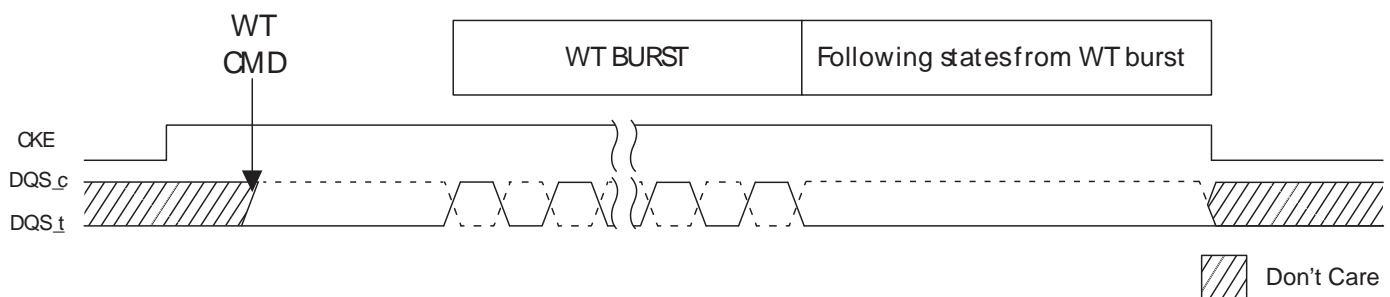 WT
CMD
WT BURST
Following states from WT burst
CKE
DQS_c
DQS_t
Don't Care